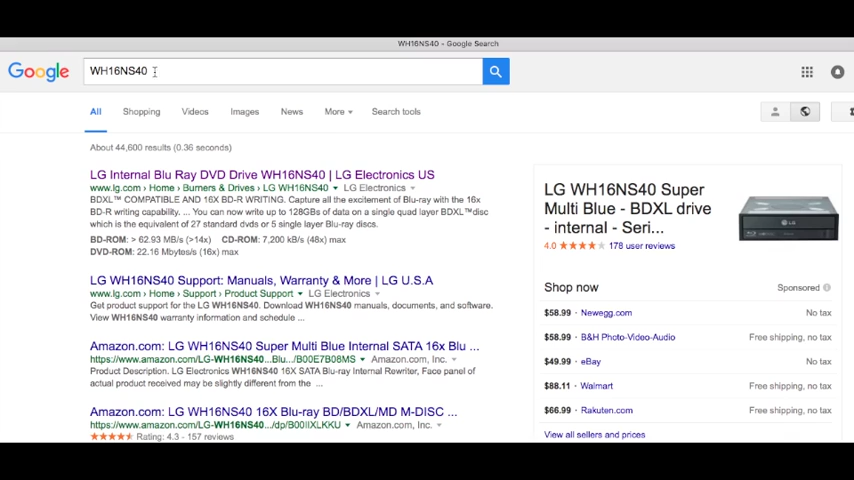 WH16NS40 - Google Search
Google
WH16NS40
All Shopping Videos Images News More Search tools
About 44,600 results (0.36 seconds)
LG Internal Blu Ray DVD Drive WH16NS40 | LG Electronics US
www.lg.com › Home › Burners & Drives › LG WH16NS40 LG Electronics
BDXL™ COMPATIBLE AND 16X BD-R WRITING. Capture all the excitement of Blu-ray with the 16x
BD-R writing capability. ... You can now write up to 128GBs of data on a single quad layer BDXL™disc
which is the equivalent of 27 standard dvds or 5 single layer Blu-ray discs.
BD-ROM: > 62.93 MB/s (>14x) CD-ROM: 7,200 kB/s (48x) max
DVD-ROM: 22.16 Mbytes/s (16x) max
LG WH16NS40 Support: Manuals, Warranty & More | LG U.S.A
www.lg.com › Home › Support › Product Support LG Electronics
Get product support for the LG WH16NS40. Download WH16NS40 manuals, documents, and software.
View WH16NS40 warranty information and schedule ...
Amazon.com: LG WH16NS40 Super Multi Blue Internal SATA 16x Blu ...
https://www.amazon.com/LG-WH16NS40...Blu.../B00E7B08MS Amazon.com, Inc.
Product Description. LG Electronics WH16NS40 16X SATA Blu-ray Internal Rewriter, Face panel of
actual product received may be slightly different from the ...
Amazon.com: LG WH16NS40 16X Blu-ray BD/BDXL/MD M-DISC ...
https://www.amazon.com/LG-WH16NS40.../dp/B00IIXLKKU Amazon.com, Inc.
Rating: 4.3 - 157 reviews
LG WH16NS40 Super
Multi Blue - BDXL drive
- internal - Seri...
4.0 178 user reviews
LG
Shop now Sponsored
$58.99 Newegg.com No tax
$58.99 B&H Photo-Video-Audio Free shipping, no tax
$49.99 eBay No tax
$88.11 Walmart Free shipping, no tax
$66.99 Rakuten.com Free shipping, no tax
View all sellers and prices